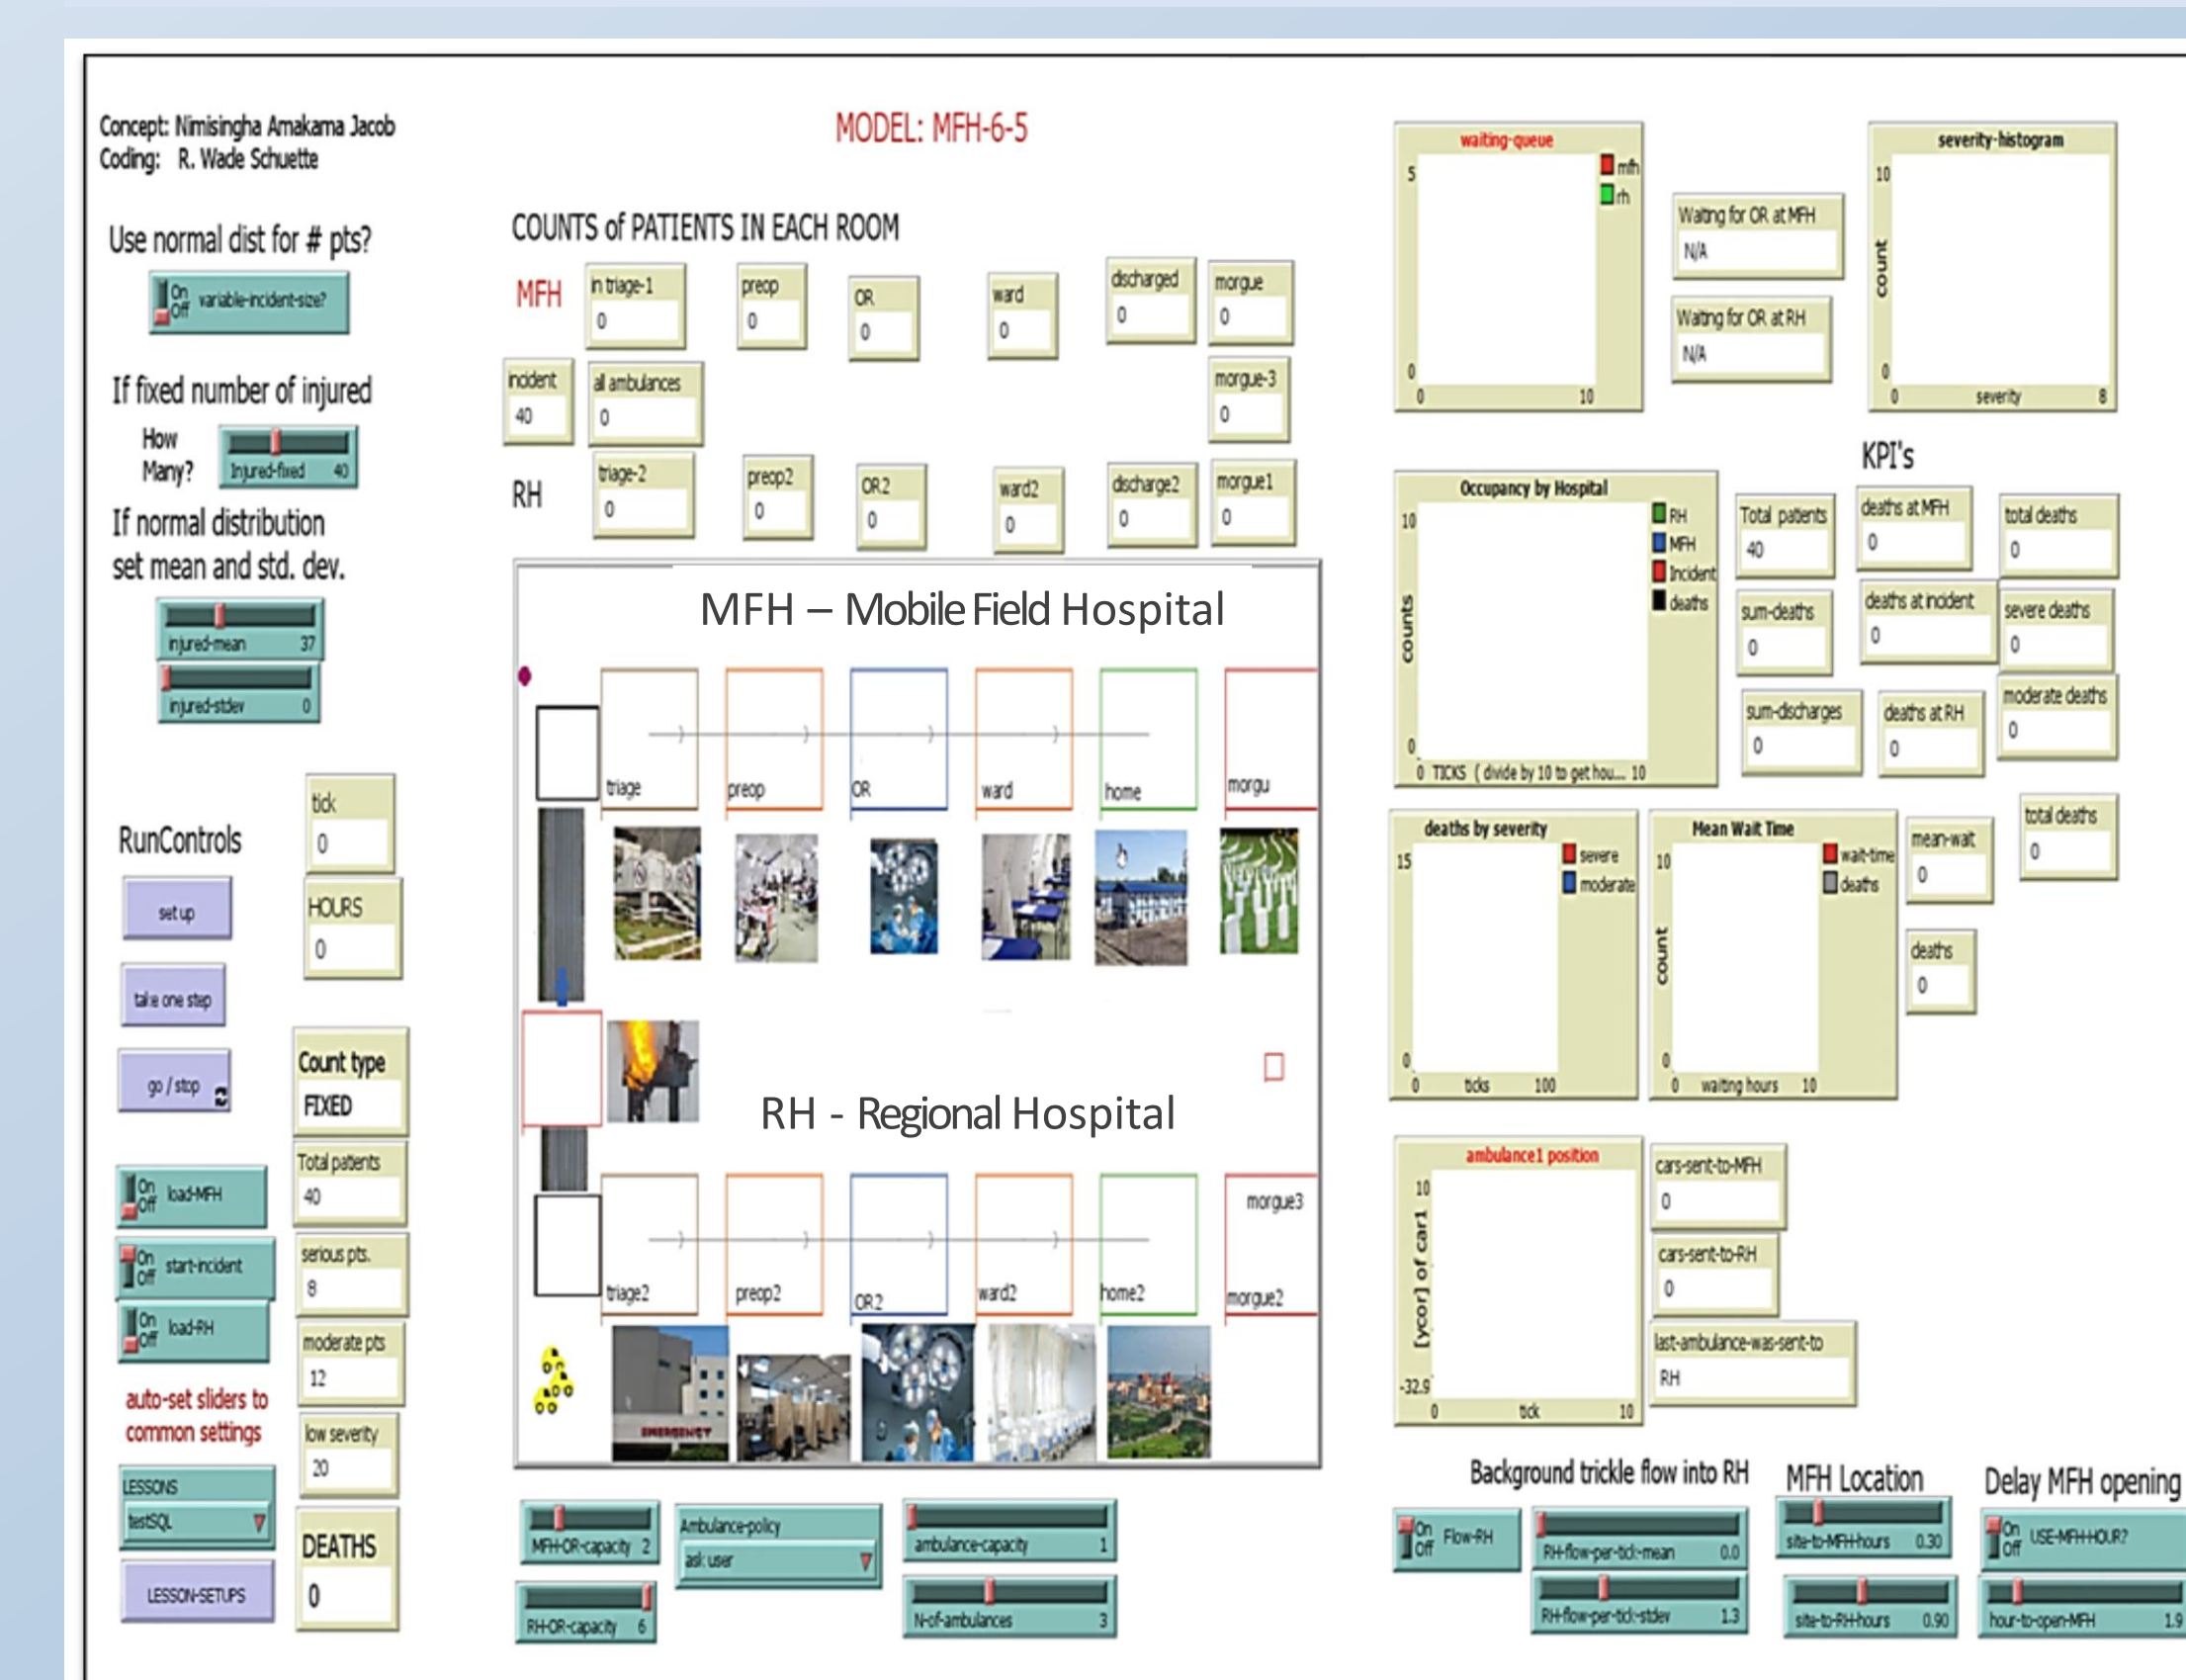 Concept: Nimisingha Amakama Jacob
Coding: R. Wade Schuette
MODEL: MFH-6-5
Use normal dist for # pts?
On
Off
variable-incident-size?
If fixed number of injured
How
Many?
Injured-fixed 40
If normal distribution
set mean and std. dev.
injured-mean 37
injured-stdev 0
RunControls
set up
take one step
go / stop
tick
0
HOURS
0
Count type
FIXED
Total patients
40
serious pts.
8
moderate pts
12
low severity
20
DEATHS
0
On
Off
load-MFH
On
Off
start-incident
On
Off
load-RH
auto-set sliders to
common settings
LESSONS
testSQL
LESSON-SETUPS
COUNTS of PATIENTS IN EACH ROOM
MFH
in triage-1
0
preop
0
OR
0
ward
0
discharged
0
morgue
0
incident
40
all ambulances
0
morgue-3
0
RH
triage-2
0
preop2
0
OR2
0
ward2
0
discharge2
0
morgue1
0
MFH – Mobile Field Hospital
triage
preop
OR
ward
home
morgu
RH - Regional Hospital
morgue3
triage2
preop2
OR2
ward2
home2
morgue2
EMERGENCY
MFH-OR-capacity 2
RH-OR-capacity 6
Ambulance-policy
ask user
ambulance-capacity 1
N-of-ambulances 3
waiting-queue
5
0
0
10
mfh
rh
Waiting for OR at MFH
N/A
Waiting for OR at RH
N/A
severity-histogram
10
count
0
0
severity
8
KPI's
Occupancy by Hospital
10
counts
0
0 TICKS ( divide by 10 to get hou... 10
RH
MFH
Incident
deaths
Total patients
40
deaths at MFH
0
total deaths
0
sum-deaths
0
deaths at incident
0
severe deaths
0
sum-discharges
0
deaths at RH
0
moderate deaths
0
deaths by severity
15
0
0
ticks
100
severe
moderate
Mean Wait Time
10
count
0
0
waiting hours
10
wait-time
deaths
mean-wait
0
total deaths
0
deaths
0
ambulance1 position
10
[ycor] of car1
-32.9
0
tick
10
cars-sent-to-MFH
0
cars-sent-to-RH
0
last-ambulance-was-sent-to
RH
Background trickle flow into RH
On
Off
Flow-RH
RH-flow-per-tick-mean 0.0
RH-flow-per-tick-stdev 1.3
MFH Location
site-to-MFH-hours 0.30
site-to-RH-hours 0.90
Delay MFH opening
On
Off
USE-MFH-HOUR?
hour-to-open-MFH 1.9